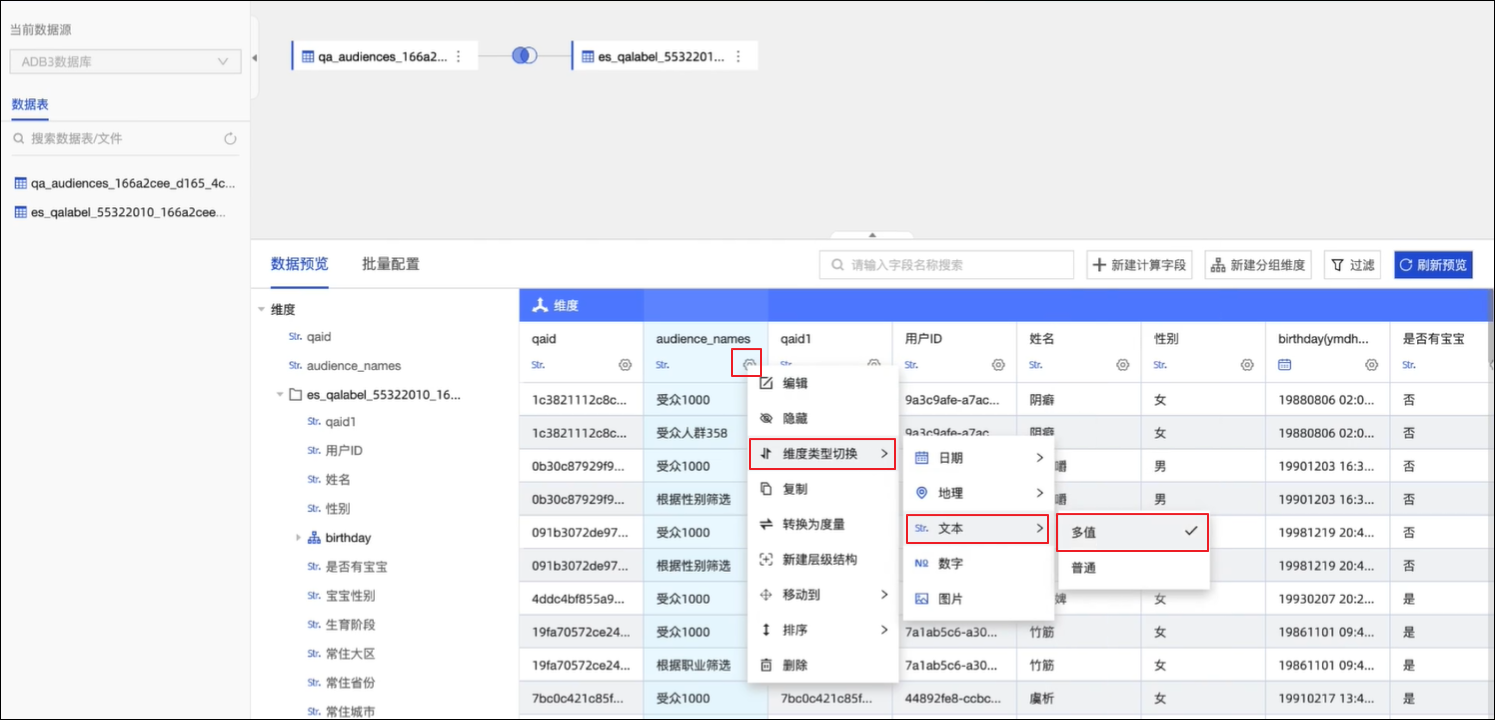 当前数据源
ADB3数据库
数据表
搜索数据表/文件
qa_audiences_166a2cee_d165_4c...
es_qalabel_55322010_166a2cee...
qa_audiences_166a2...
es_qalabel_5532201...
数据预览
批量配置
请输入字段名称搜索
新建计算字段
新建分组维度
过滤
刷新预览
维度
Str. qaid
Str. audience_names
es_qalabel_55322010_16...
Str. qaid1
Str. 用户ID
Str. 姓名
Str. 性别
birthday
Str. 是否有宝宝
Str. 宝宝性别
Str. 生育阶段
Str. 常住大区
Str. 常住省份
Str. 常住城市
维度
qaid audience_names qaid1 用户ID 姓名 性别 birthday(ymdh... 是否有宝宝
Str. Str. Str. Str. Str. Str. Str.
1c3821112c8c... 受众1000 9a3c9afe-a7ac... 阴癖 女 19880806 02:0... 否
1c3821112c8c... 受众人群358 9a3c9afe-a7ac 阴癖 女 19880806 02:0... 否
0b30c87929f9... 受众1000 嚼 男 19901203 16:3... 否
0b30c87929f9... 根据性别筛选 嚼 男 19901203 16:3... 否
091b3072de97... 受众1000 19981219 20:4... 否
091b3072de97... 根据性别筛选 19981219 20:4... 否
4ddc4bf855a9... 受众1000 婢 女 19930207 20:2... 是
19fa70572ce24... 受众1000 7a1ab5c6-a30... 竹筋 女 19861101 09:4... 是
19fa70572ce24... 根据职业筛选 7a1ab5c6-a30... 竹筋 女 19861101 09:4... 是
7bc0c421c85f... 受众1000 7bc0c421c85f... 44892fe8-ccbc... 虞析 女 19910217 13:4... 是
编辑
隐藏
维度类型切换
复制
转换为度量
新建层级结构
移动到
排序
删除
日期
地理
Str. 文本
Nº 数字
图片
多值
普通